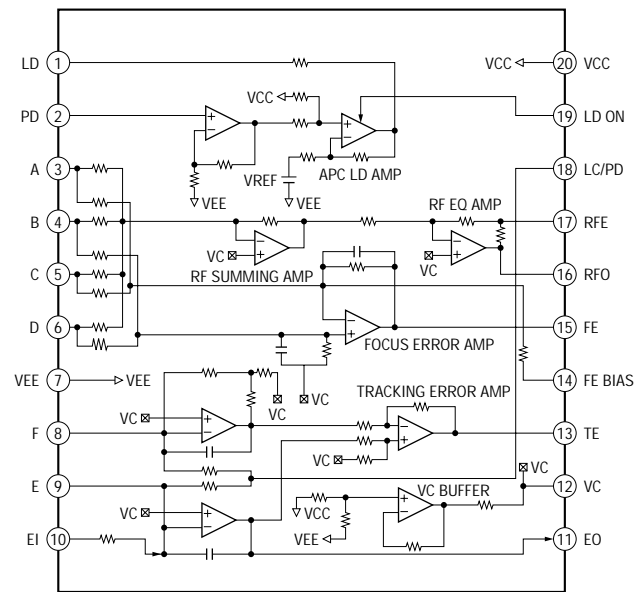 LD 1 20 VCC
VCC
PD 2 19 LD ON
VCC
A 3 18 LC/PD
APC LD AMP
VREF
VEE VEE
RF EQ AMP
B 4 17 RFE
VC VC
C 5 16 RFO
RF SUMMING AMP
D 6 15 FE
FOCUS ERROR AMP
VEE 7 VEE 14 FE BIAS
VC VC
TRACKING ERROR AMP
VC
F 8 13 TE
VC
VC
E 9 12 VC
VC BUFFER
VC
VCC
VEE
EI 10 11 EO